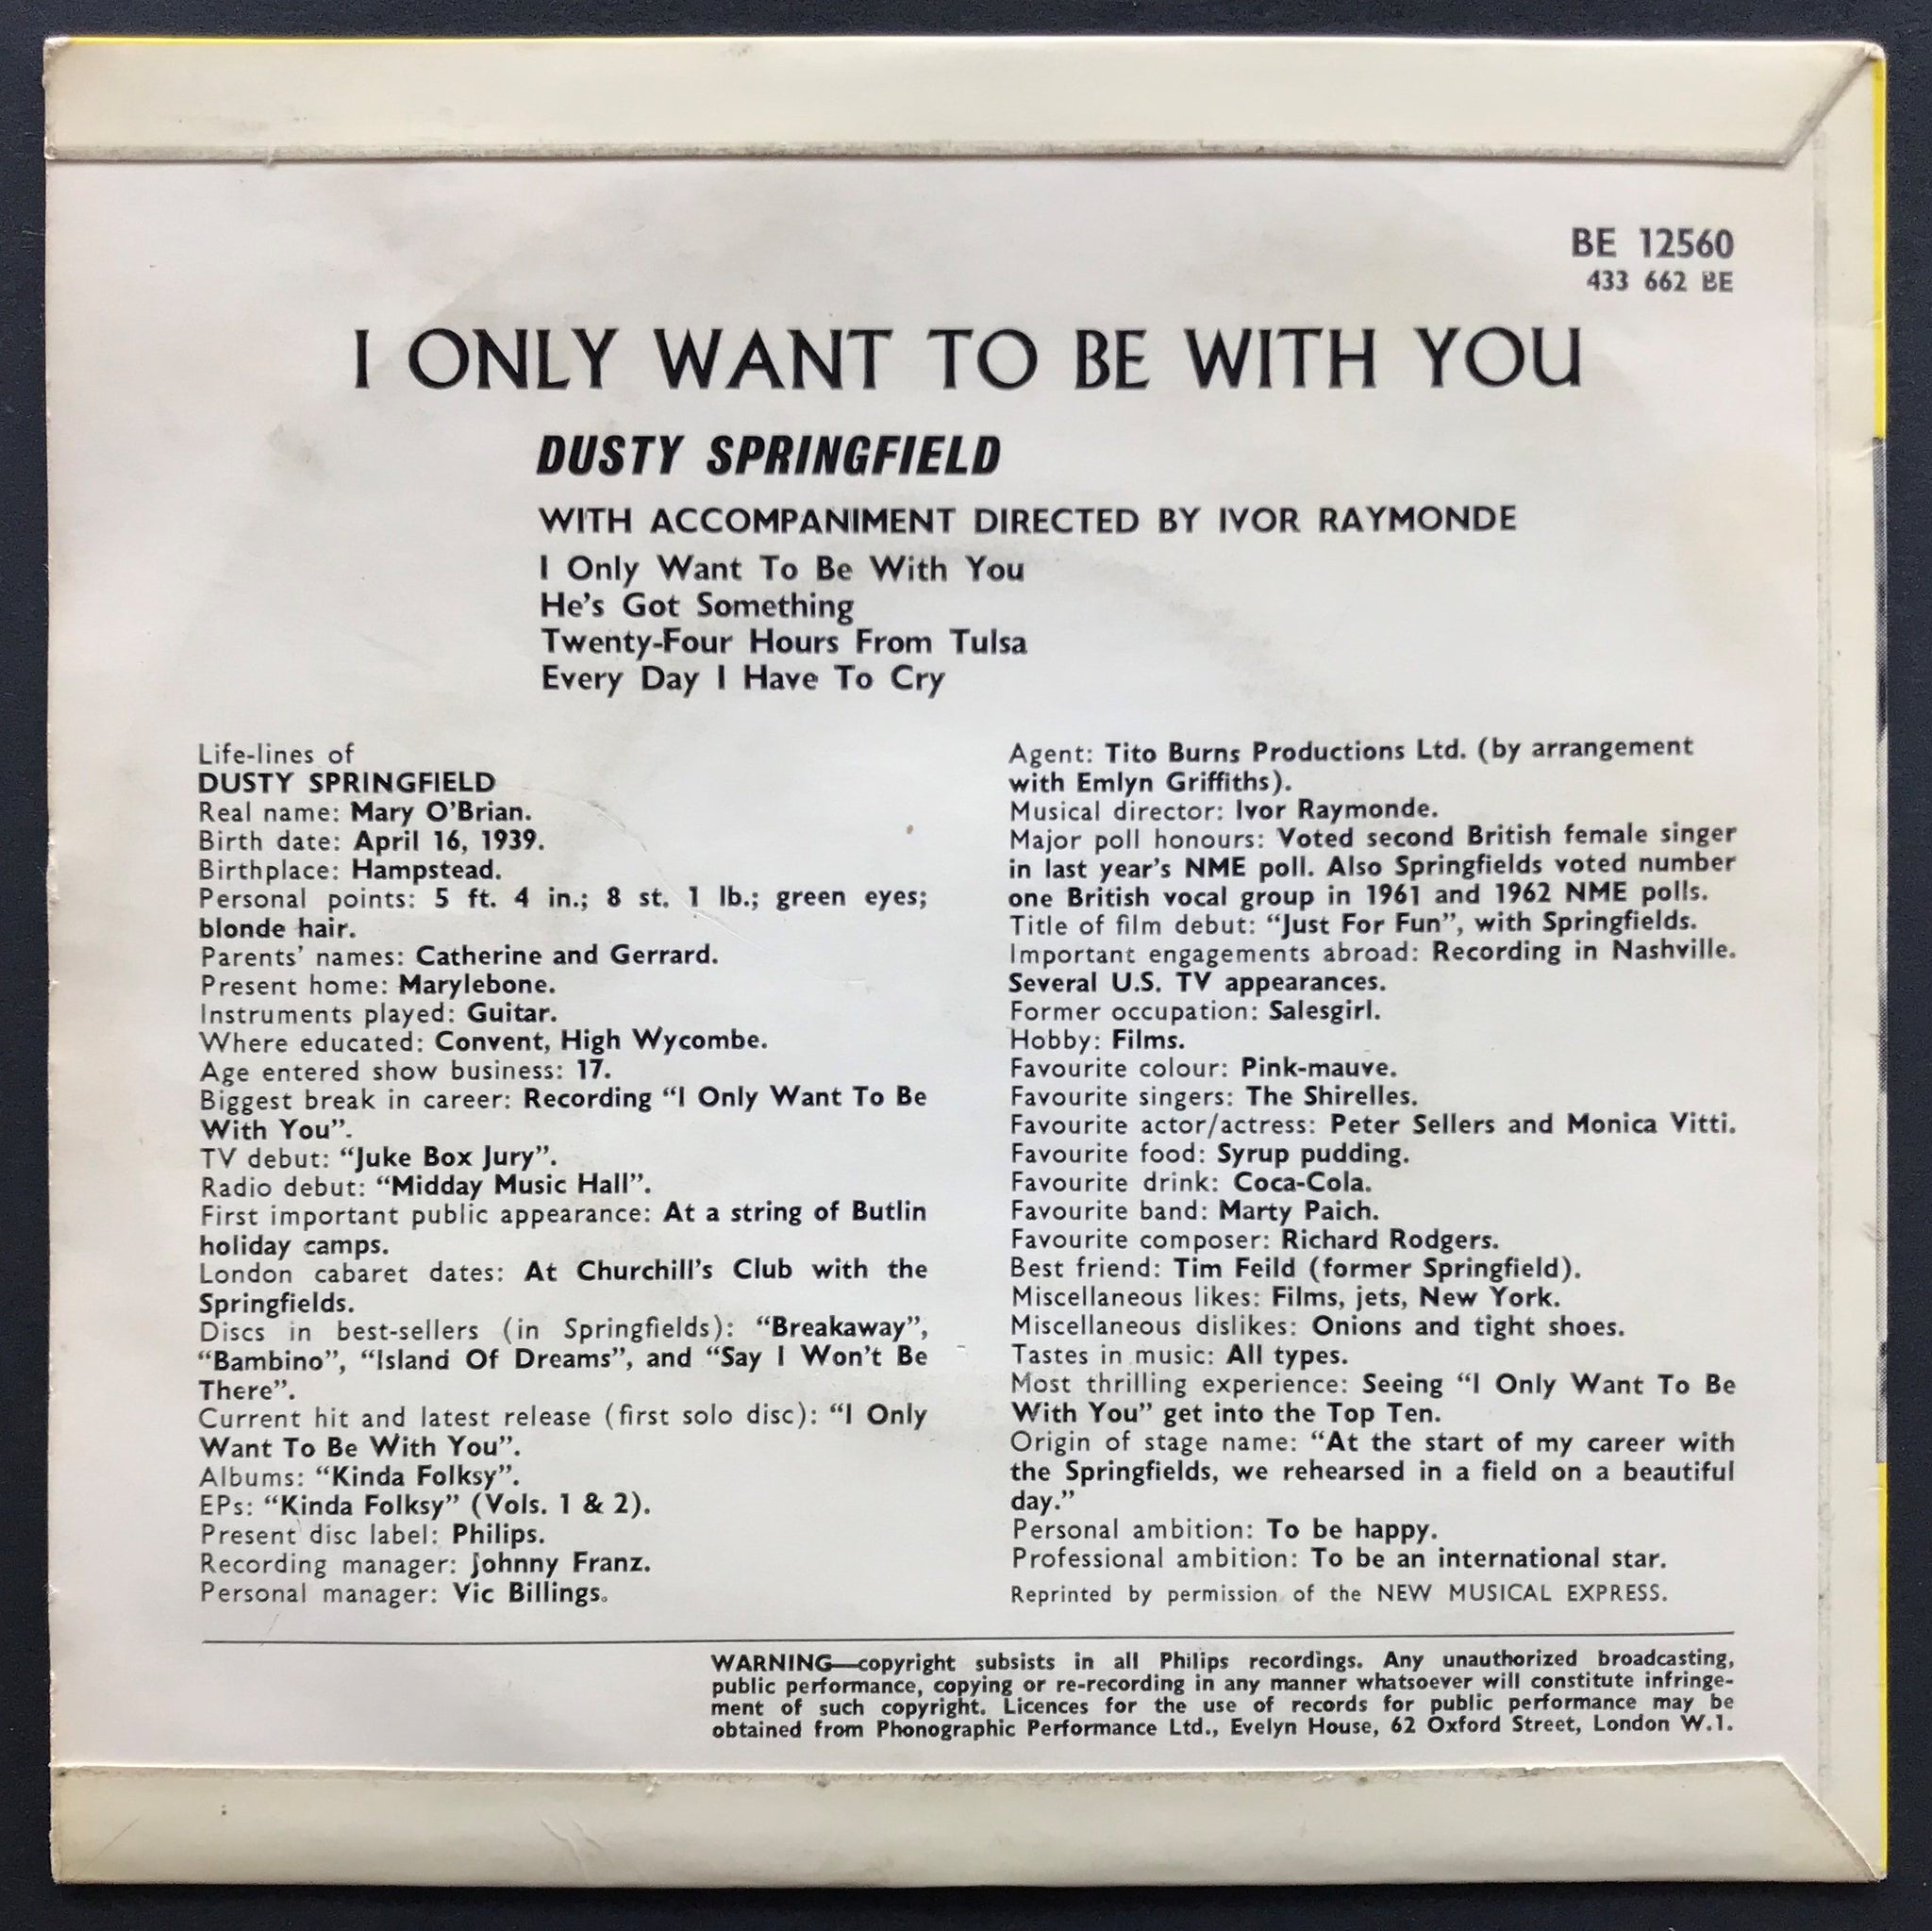 BE 12560
433 662 BE
I ONLY WANT TO BE WITH YOU
DUSTY SPRINGFIELD
WITH ACCOMPANIMENT DIRECTED BY IVOR RAYMONDE
I Only Want To Be With You
He's Got Something
Twenty-Four Hours From Tulsa
Every Day I Have To Cry
Life-lines of
DUSTY SPRINGFIELD
Real name: Mary O'Brian.
Birth date: April 16, 1939.
Birthplace: Hampstead.
Personal points: 5 ft. 4 in.; 8 st. 1 lb.; green eyes;
blonde hair.
Parents' names: Catherine and Gerrard.
Present home: Marylebone.
Instruments played: Guitar.
Where educated: Convent, High Wycombe.
Age entered show business: 17.
Biggest break in career: Recording “I Only Want To Be
With You”.
TV debut: “Juke Box Jury”.
Radio debut: “Midday Music Hall”.
First important public appearance: At a string of Butlin
holiday camps.
London cabaret dates: At Churchill's Club with the
Springfields.
Discs in best-sellers (in Springfields): “Breakaway”,
“Bambino”, “Island Of Dreams”, and “Say I Won't Be
There”.
Current hit and latest release (first solo disc): “I Only
Want To Be With You”.
Albums: “Kinda Folksy”.
EPs: “Kinda Folksy” (Vols. 1 & 2).
Present disc label: Philips.
Recording manager: Johnny Franz.
Personal manager: Vic Billings.
Agent: Tito Burns Productions Ltd. (by arrangement
with Emlyn Griffiths).
Musical director: Ivor Raymonde.
Major poll honours: Voted second British female singer
in last year's NME poll. Also Springfields voted number
one British vocal group in 1961 and 1962 NME polls.
Title of film debut: “Just For Fun”, with Springfields.
Important engagements abroad: Recording in Nashville.
Several U.S. TV appearances.
Former occupation: Salesgirl.
Hobby: Films.
Favourite colour: Pink-mauve.
Favourite singers: The Shirelles.
Favourite actor/actress: Peter Sellers and Monica Vitti.
Favourite food: Syrup pudding.
Favourite drink: Coca-Cola.
Favourite band: Marty Paich.
Favourite composer: Richard Rodgers.
Best friend: Tim Feild (former Springfield).
Miscellaneous likes: Films, jets, New York.
Miscellaneous dislikes: Onions and tight shoes.
Tastes in music: All types.
Most thrilling experience: Seeing “I Only Want To Be
With You” get into the Top Ten.
Origin of stage name: “At the start of my career with
the Springfields, we rehearsed in a field on a beautiful
day.”
Personal ambition: To be happy.
Professional ambition: To be an international star.
Reprinted by permission of the NEW MUSICAL EXPRESS.
WARNING—copyright subsists in all Philips recordings. Any unauthorized broadcasting,
public performance, copying or re-recording in any manner whatsoever will constitute infringe-
ment of such copyright. Licences for the use of records for public performance may be
obtained from Phonographic Performance Ltd., Evelyn House, 62 Oxford Street, London W.1.